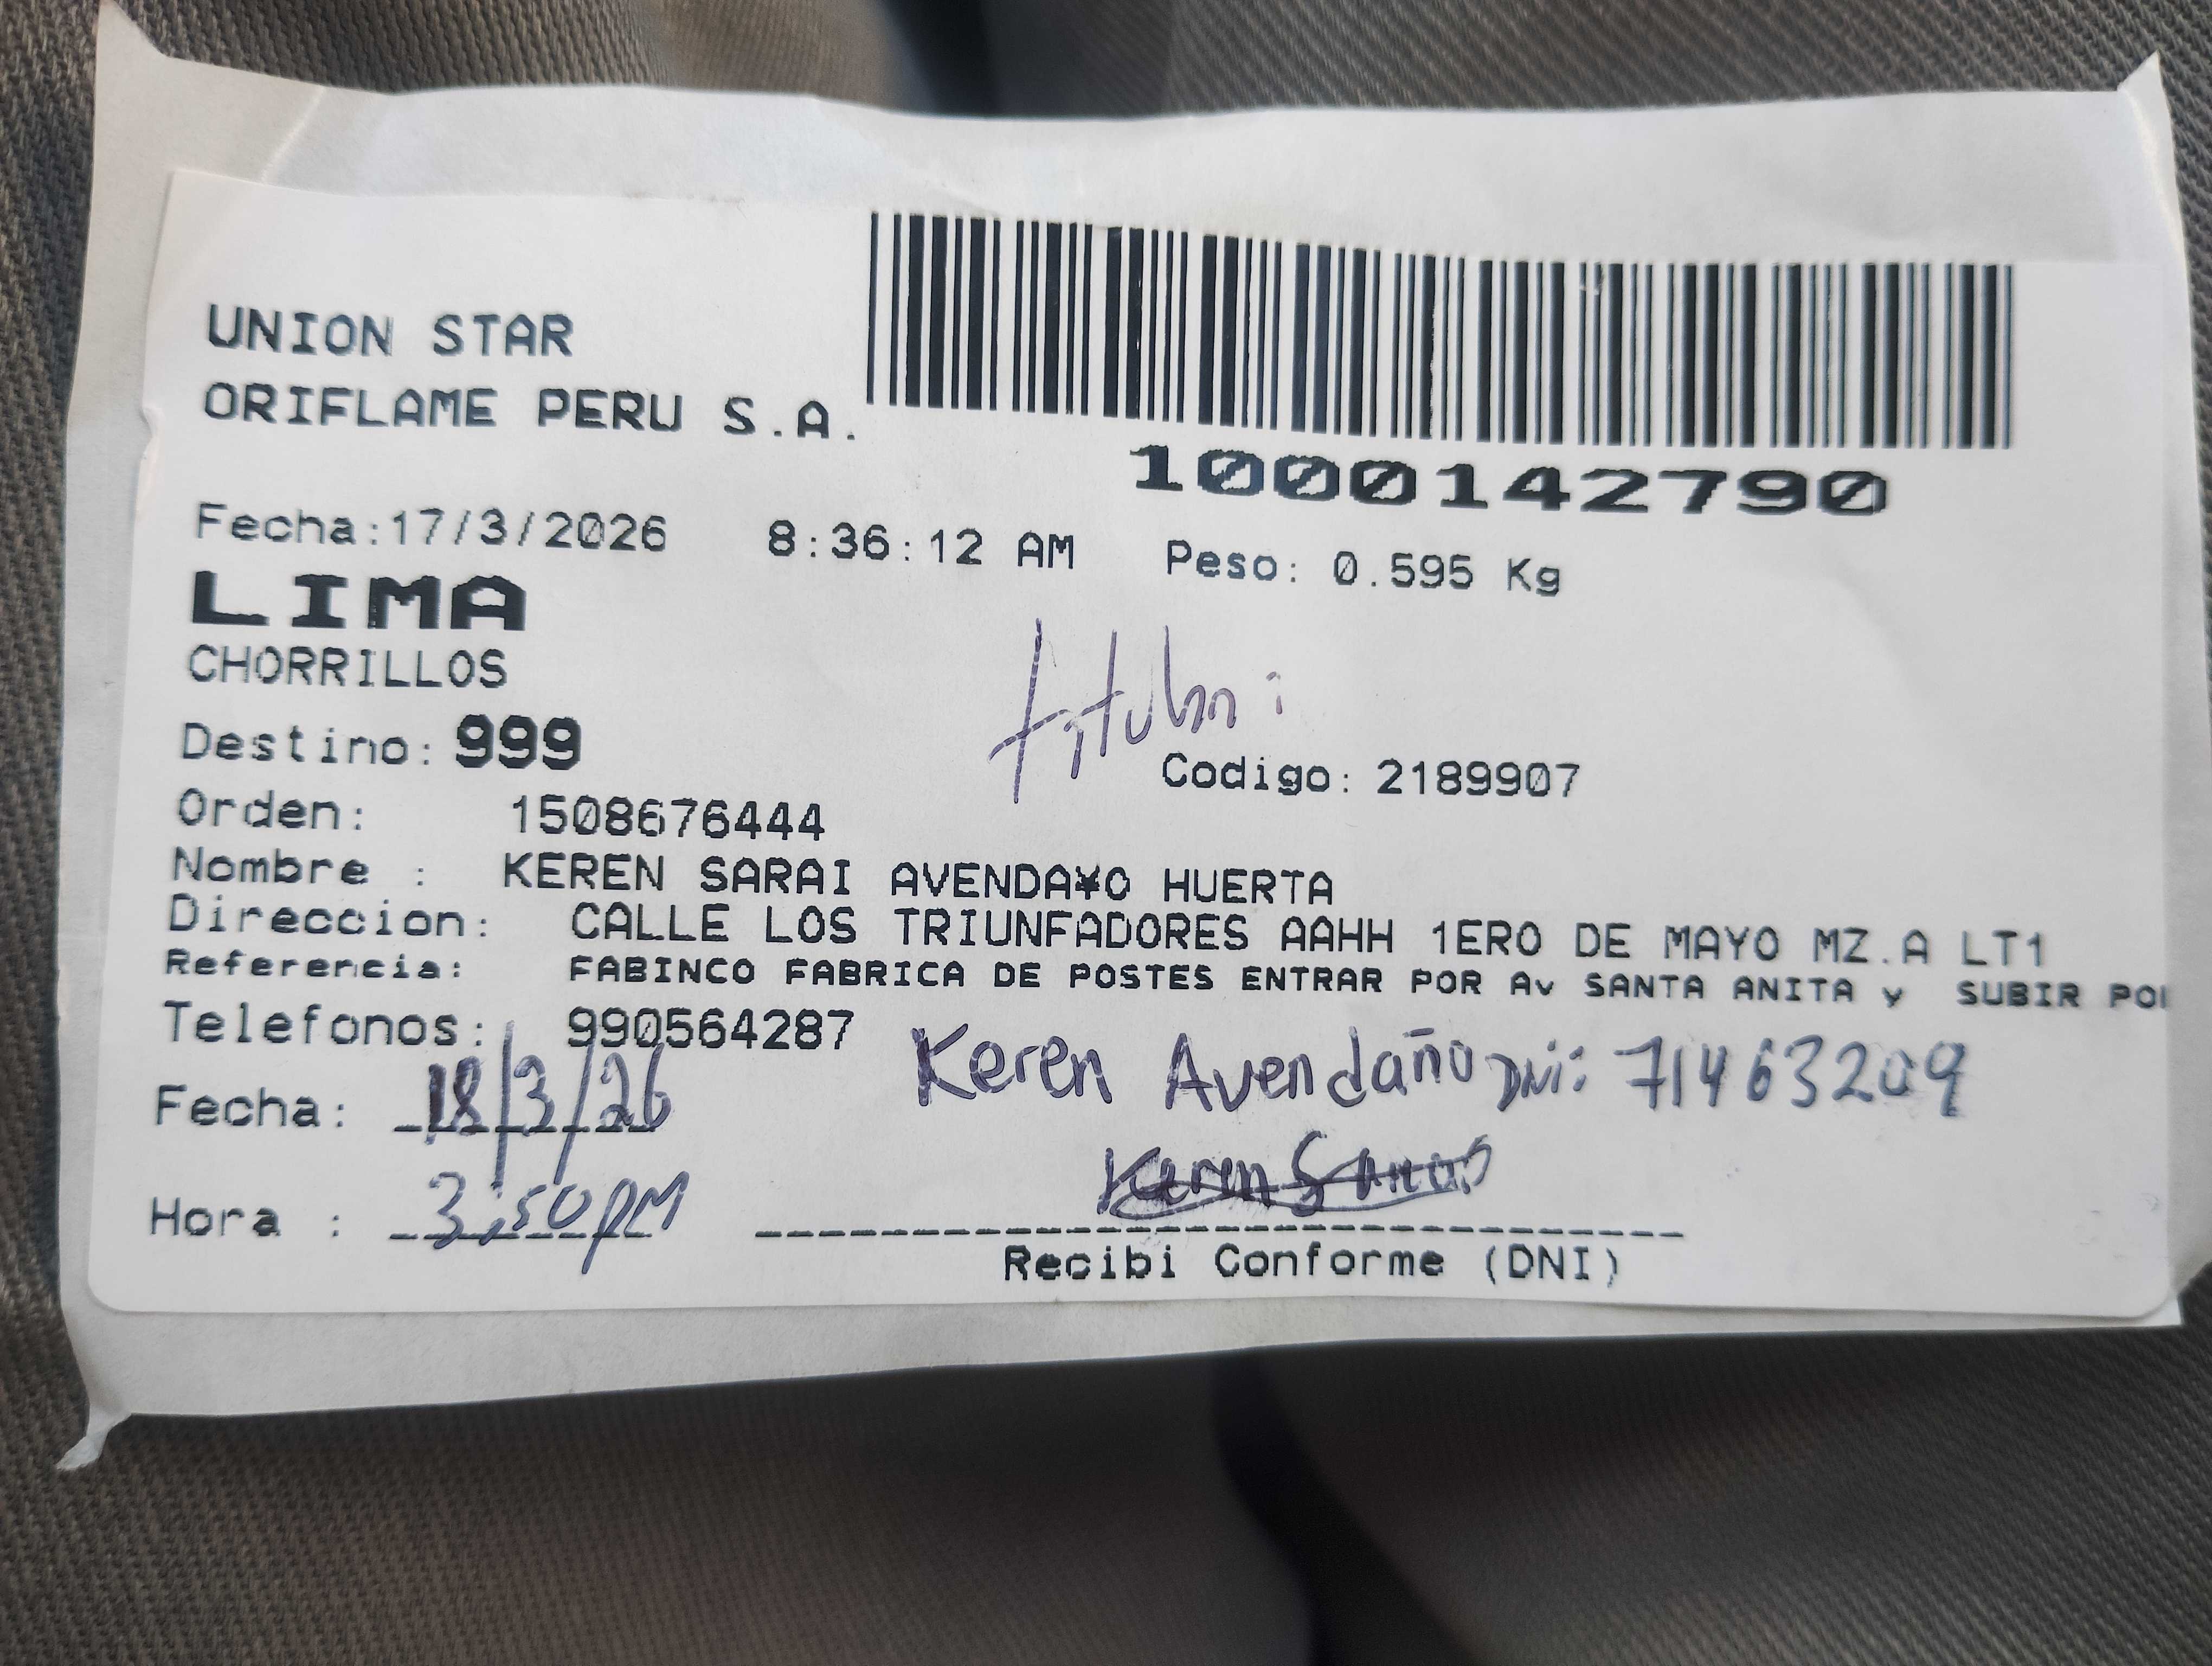 UNION STAR
ORIFLAME PERU S.A.
1000142790
Fecha:17/3/2026 8:36:12 AM Peso: 0.595 Kg
LIMA
CHORRILLOS
titular:
Destino: 999
Codigo: 2189907
Orden: 1508676444
Nombre : KEREN SARAI AVENDA¥O HUERTA
Direccion: CALLE LOS TRIUNFADORES AAHH 1ERO DE MAYO MZ.A LT1
Referencia: FABINCO FABRICA DE POSTES ENTRAR POR Av SANTA ANITA y SUBIR
Telefonos: 990564287
Keren Avendaño DNI: 71463209
Fecha: 18/3/26
Keren
Hora : 3:50PM
Recibi Conforme (DNI)